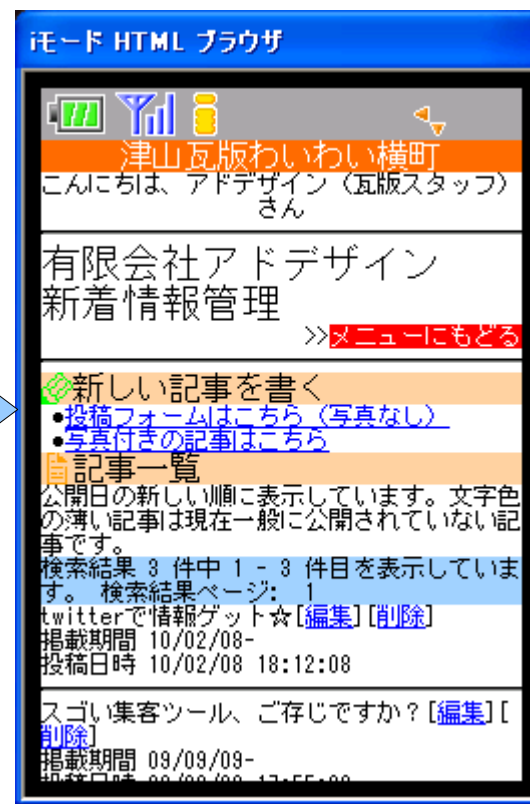 iモード HTML ブラウザ
津山瓦版わいわい横町
こんにちは、アドデザイン（瓦版スタッフ）
さん
有限会社アドデザイン
新着情報管理
>>メニューにもどる
新しい記事を書く
●投稿フォームはこちら（写真なし）
●写真付きの記事はこちら
記事一覧
公開日の新しい順に表示しています。文字色
の薄い記事は現在一般に公開されていない記
事です。
検索結果 3 件中 1 - 3 件目を表示していま
す。 検索結果ページ: 1
twitterで情報ゲット☆[編集][削除]
掲載期間 10/02/08-
投稿日時 10/02/08 18:12:08
スゴい集客ツール、ご存じですか？[編集][
削除]
掲載期間 09/09/09-